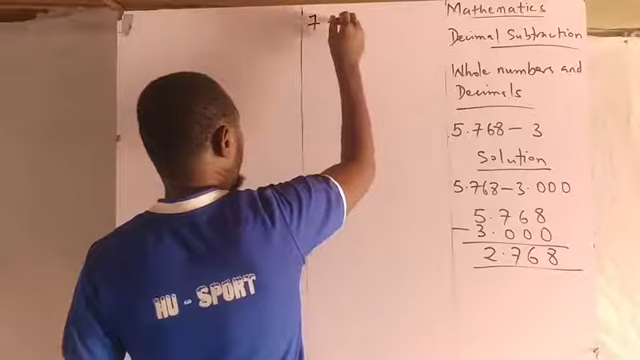 Mathematics
Decimal Subtraction
Whole numbers and
Decimals
5.768 - 3
Solution
5.768 - 3.000
5.768
- 3.000
2.768
7
HU - SPORT